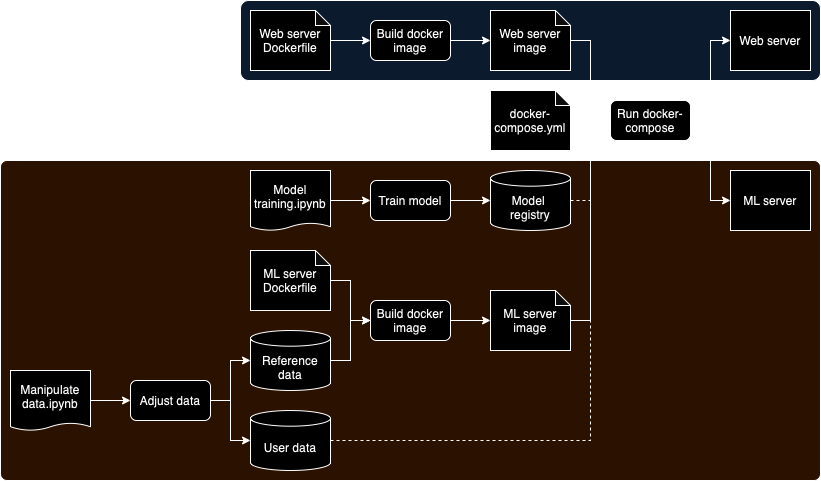 Web server
Dockerfile
Build docker
image
Web server
image
Web server
docker-
compose.yml
Run docker-
compose
Model
training.ipynb
Train model
Model
registry
ML server
ML server
Dockerfile
Build docker
image
ML server
image
Reference
data
Manipulate
data.ipynb
Adjust data
User data